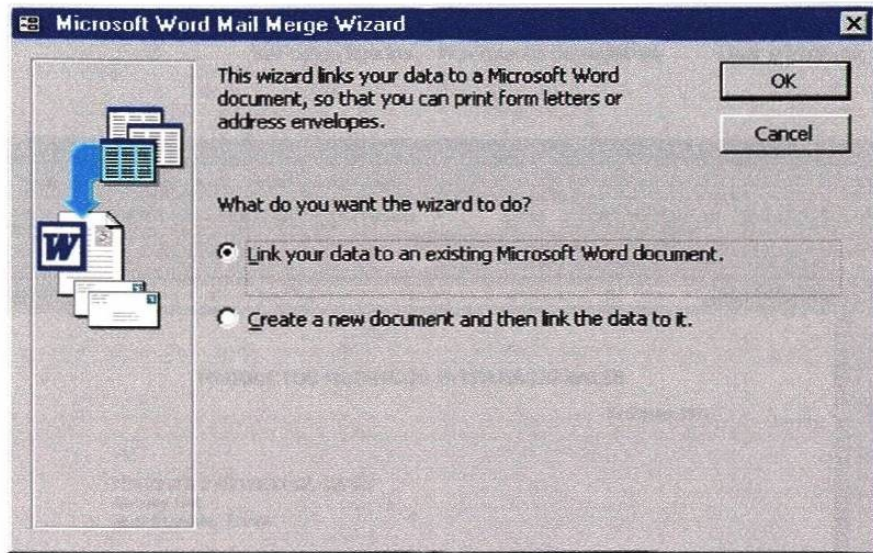 Microsoft Word Mail Merge Wizard
This wizard links your data to a Microsoft Word
document, so that you can print form letters or
address envelopes.
OK
Cancel
What do you want the wizard to do?
Link your data to an existing Microsoft Word document.
Create a new document and then link the data to it.
W